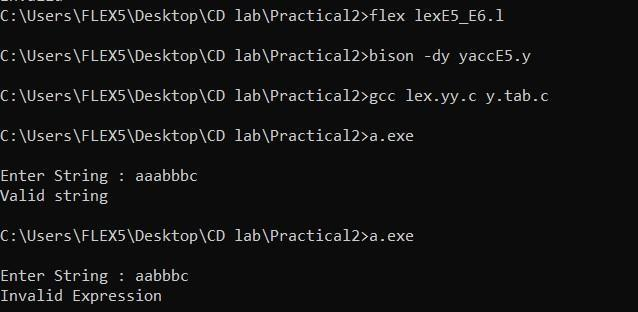 C:\Users\FLEX5\Desktop\CD lab\Practical2>flex lexE5_E6.l
C:\Users\FLEX5\Desktop\CD lab\Practical2>bison -dy yaccE5.y
C:\Users\FLEX5\Desktop\CD lab\Practical2>gcc lex.yy.c y.tab.c
C:\Users\FLEX5\Desktop\CD lab\Practical2>a.exe
Enter String : aaabbbc
Valid string
C:\Users\FLEX5\Desktop\CD lab\Practical2>a.exe
Enter String : aabbbc
Invalid Expression